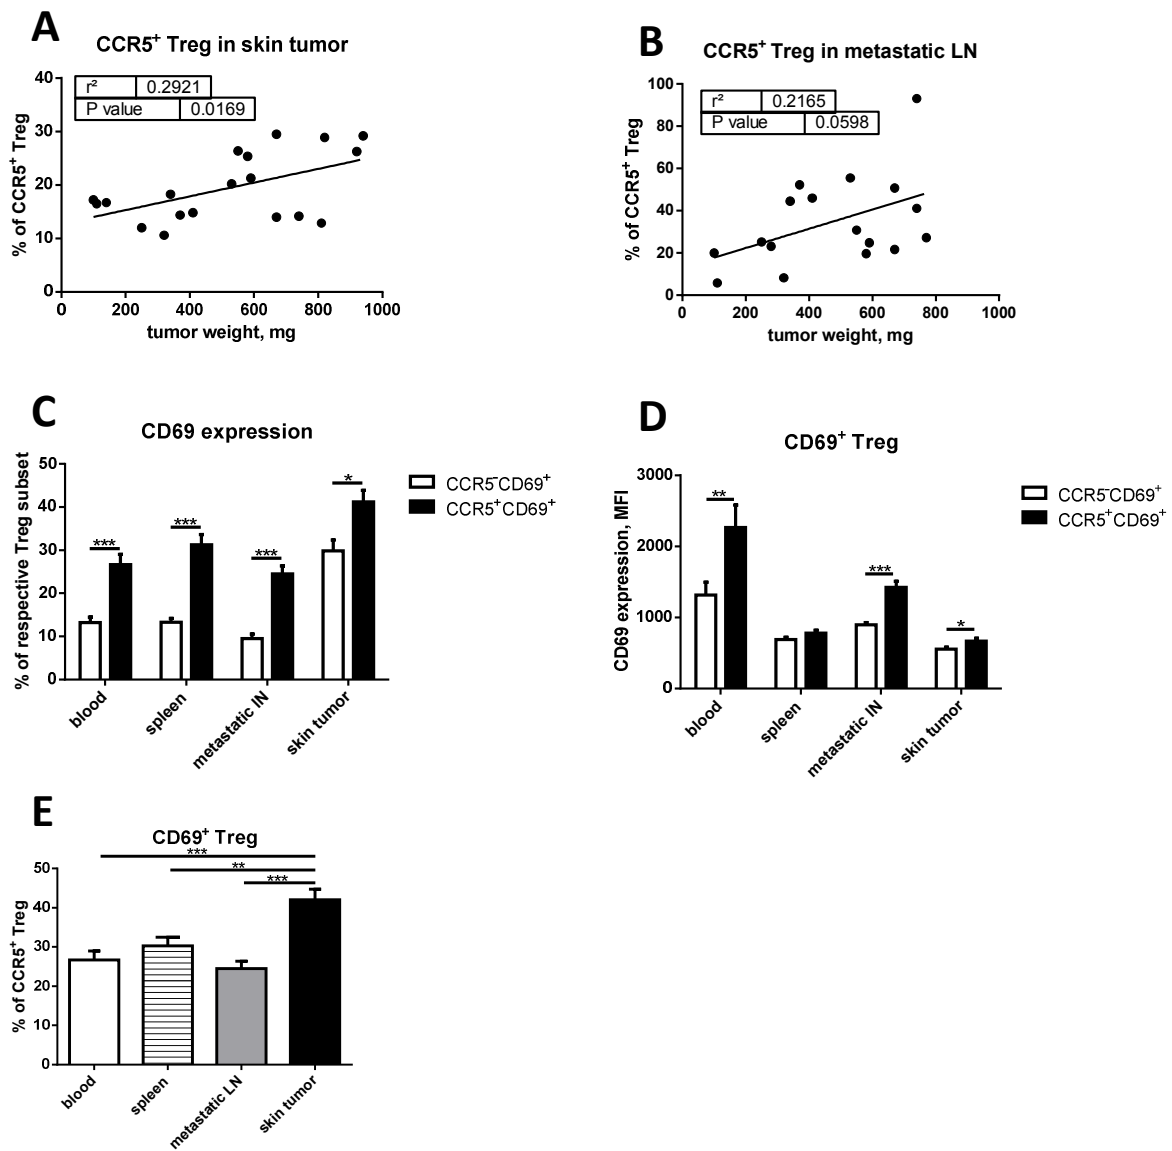 A
CCR5+ Treg in skin tumor
r² 0.2921
P value 0.0169
% of CCR5+ Treg
40
30
20
10
0
0 200 400 600 800 1000
tumor weight, mg
B
CCR5+ Treg in metastatic LN
r² 0.2165
P value 0.0598
% of CCR5+ Treg
100
80
60
40
20
0
0 200 400 600 800 1000
tumor weight, mg
C
CD69 expression
% of respective Treg subset
50
40
30
20
10
0
***
***
***
*
blood
spleen
metastatic lN
skin tumor
CCR5-CD69+
CCR5+CD69+
D
CD69+ Treg
CD69 expression, MFI
3000
2000
1000
0
**
***
*
blood
spleen
metastatic lN
skin tumor
CCR5-CD69+
CCR5+CD69+
E
CD69+ Treg
***
**
***
% of CCR5+ Treg
50
40
30
20
10
0
blood
spleen
metastatic LN
skin tumor